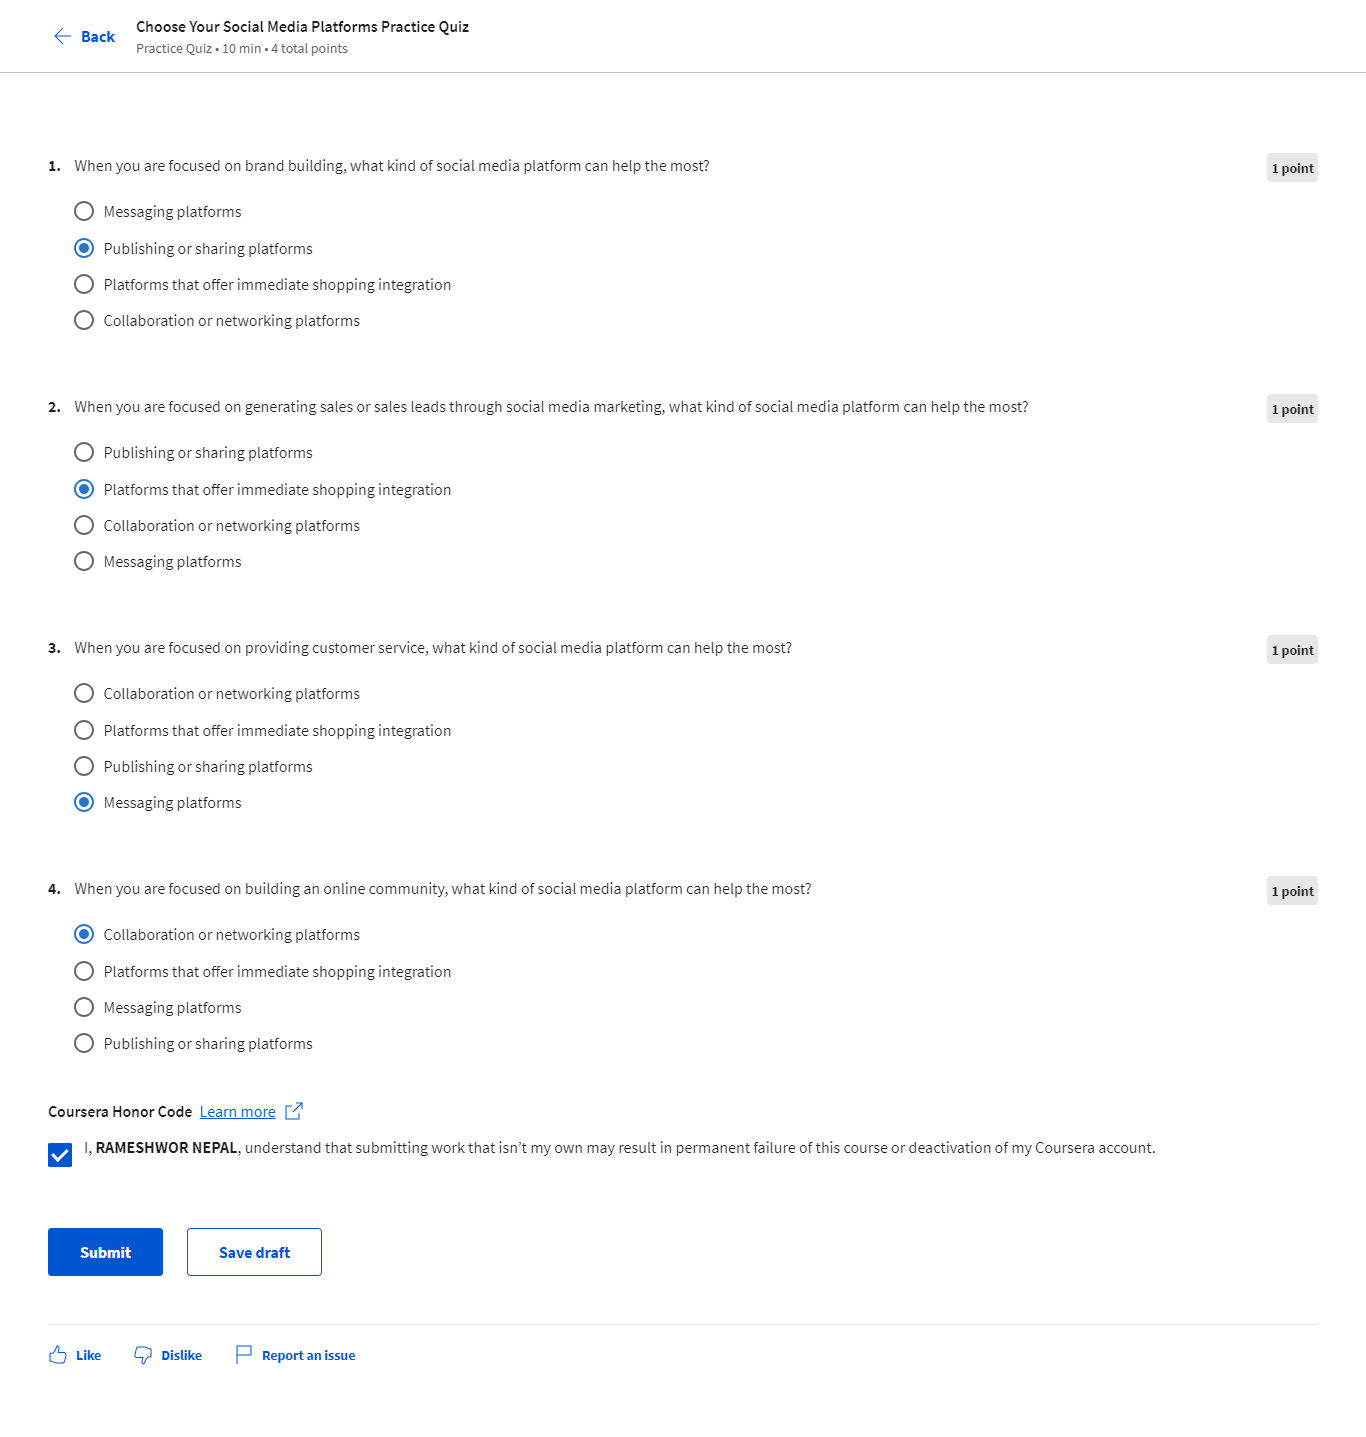 Back
Choose Your Social Media Platforms Practice Quiz
Practice Quiz • 10 min • 4 total points
1. When you are focused on brand building, what kind of social media platform can help the most?
1 point
Messaging platforms
Publishing or sharing platforms
Platforms that offer immediate shopping integration
Collaboration or networking platforms
2. When you are focused on generating sales or sales leads through social media marketing, what kind of social media platform can help the most?
1 point
Publishing or sharing platforms
Platforms that offer immediate shopping integration
Collaboration or networking platforms
Messaging platforms
3. When you are focused on providing customer service, what kind of social media platform can help the most?
1 point
Collaboration or networking platforms
Platforms that offer immediate shopping integration
Publishing or sharing platforms
Messaging platforms
4. When you are focused on building an online community, what kind of social media platform can help the most?
1 point
Collaboration or networking platforms
Platforms that offer immediate shopping integration
Messaging platforms
Publishing or sharing platforms
Coursera Honor Code Learn more
I, RAMESHWOR NEPAL, understand that submitting work that isn’t my own may result in permanent failure of this course or deactivation of my Coursera account.
Submit Save draft
Like Dislike Report an issue